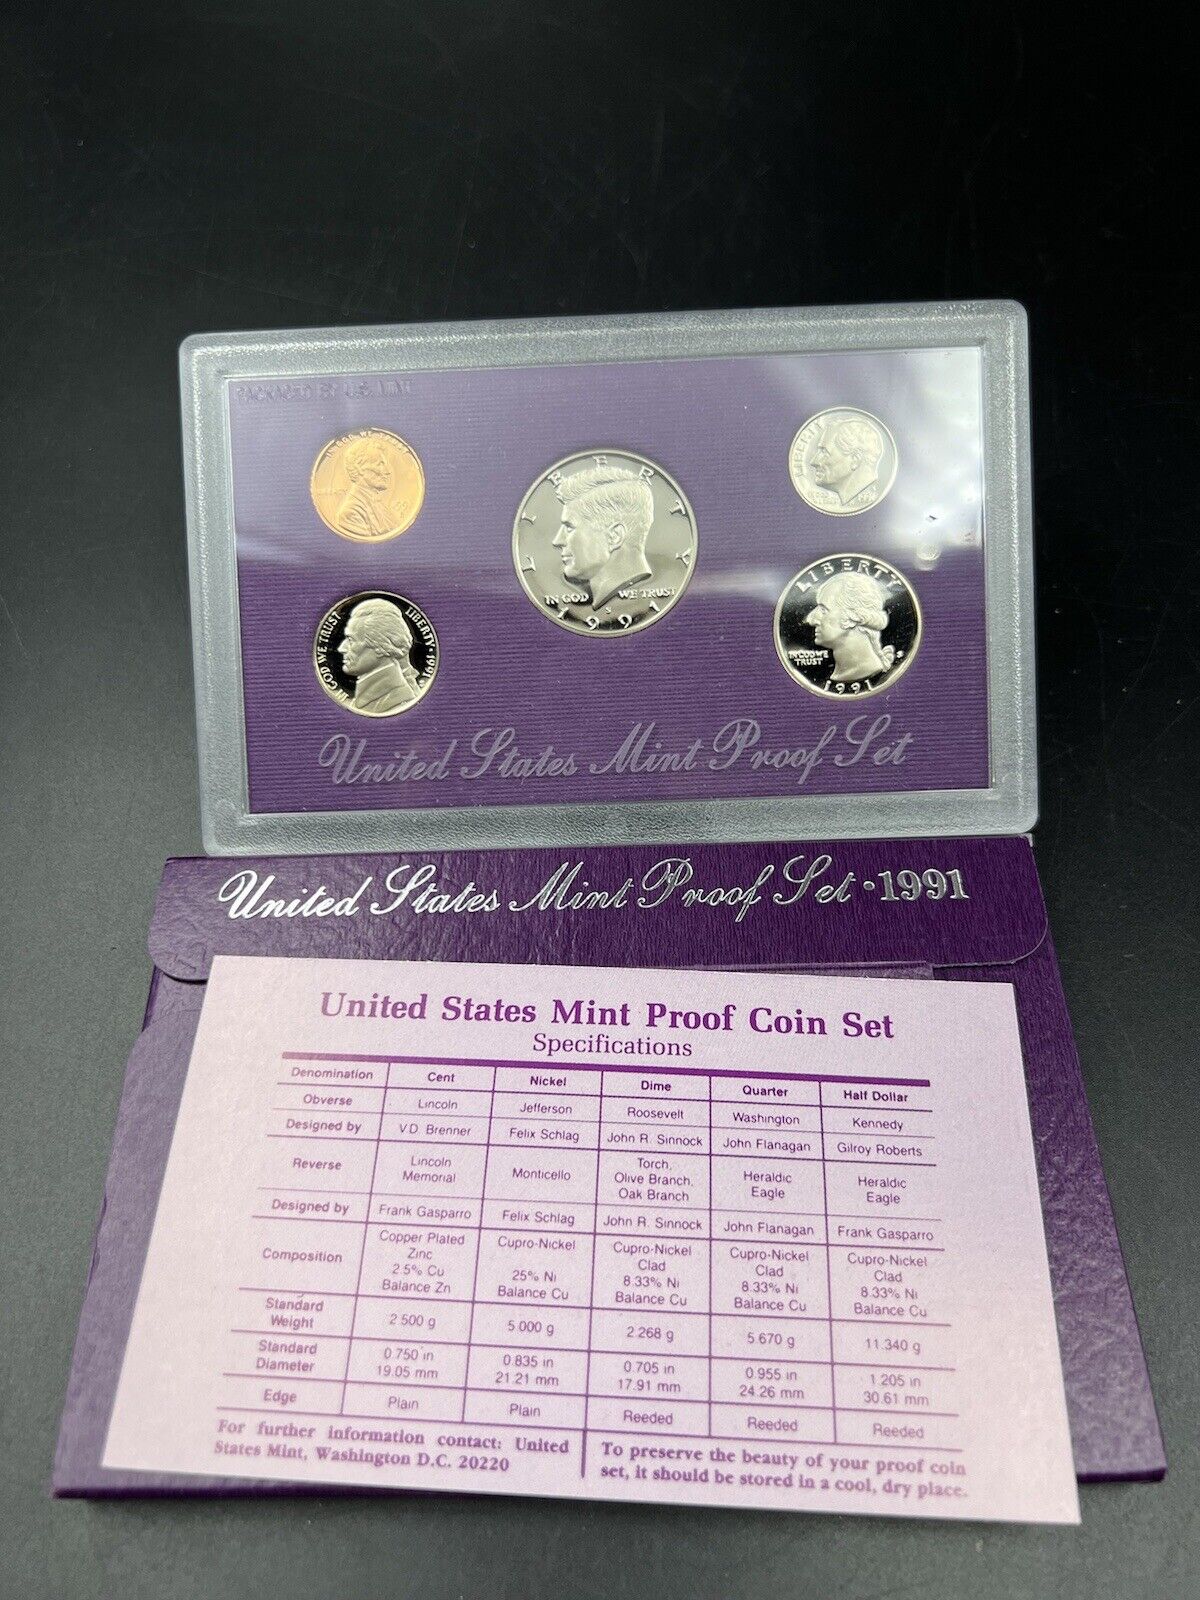 PACKAGED BY U.S. MINT
IN GOD WE TRUST
LIBERTY
LIBERTY
IN GOD WE TRUST
S
1991
LIBERTY
IN GOD WE TRUST LIBERTY · 1991
LIBERTY
IN GOD WE
TRUST
S
1991
United States Mint Proof Set
United States Mint Proof Set · 1991
United States Mint Proof Coin Set
Specifications
Denomination Cent Nickel Dime Quarter Half Dollar
Obverse Lincoln Jefferson Roosevelt Washington Kennedy
Designed by V.D. Brenner Felix Schlag John R. Sinnock John Flanagan Gilroy Roberts
Reverse Lincoln Memorial Monticello Torch, Olive Branch, Oak Branch Heraldic Eagle Heraldic Eagle
Designed by Frank Gasparro Felix Schlag John R. Sinnock John Flanagan Frank Gasparro
Composition Copper Plated Zinc 2.5% Cu Balance Zn Cupro-Nickel 25% Ni Balance Cu Cupro-Nickel Clad 8.33% Ni Balance Cu Cupro-Nickel Clad 8.33% Ni Balance Cu Cupro-Nickel Clad 8.33% Ni Balance Cu
Standard Weight 2.500 g 5.000 g 2.268 g 5.670 g 11.340 g
Standard Diameter 0.750 in 19.05 mm 0.835 in 21.21 mm 0.705 in 17.91 mm 0.955 in 24.26 mm 1.205 in 30.61 mm
Edge Plain Plain Reeded Reeded Reeded
For further information contact: United
States Mint, Washington D.C. 20220
To preserve the beauty of your proof coin
set, it should be stored in a cool, dry place.